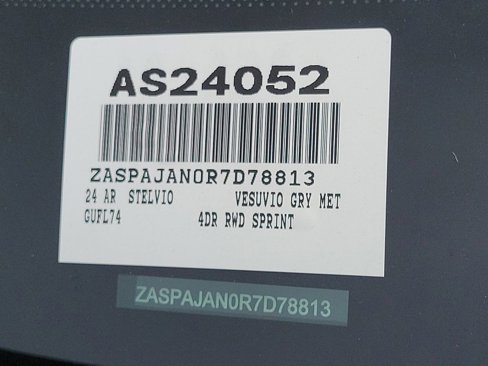 AS24052
ZASPAJAN0R7D78813
24 AR STELVIO VESUVIO GRY MET
GUFL74 4DR RWD SPRINT
ZASPAJAN0R7D78813